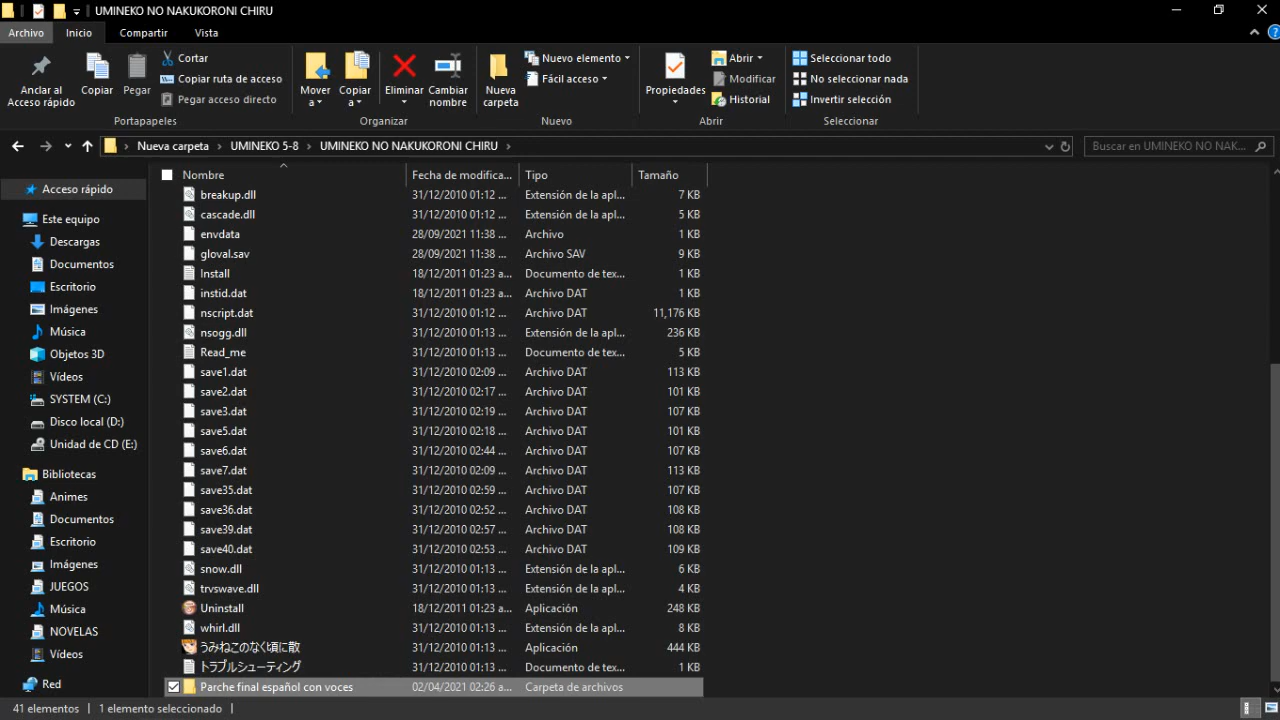 UMINEKO NO NAKUKORONI CHIRU
Archivo Inicio Compartir Vista
Anclar al Acceso rápido
Copiar
Pegar
Cortar
Copiar ruta de acceso
Pegar acceso directo
Portapapeles
Mover a
Copiar a
Eliminar
Cambiar nombre
Organizar
Nueva carpeta
Nuevo elemento
Fácil acceso
Nuevo
Propiedades
Abrir
Modificar
Historial
Abrir
Seleccionar todo
No seleccionar nada
Invertir selección
Seleccionar
Nueva carpeta > UMINEKO 5-8 > UMINEKO NO NAKUKORONI CHIRU >
Buscar en UMINEKO NO NAK...
Acceso rápido
Este equipo
Descargas
Documentos
Escritorio
Imágenes
Música
Objetos 3D
Vídeos
SYSTEM (C:)
Disco local (D:)
Unidad de CD (E:)
Bibliotecas
Animes
Documentos
Escritorio
Imágenes
JUEGOS
Música
NOVELAS
Vídeos
Red
Nombre Fecha de modifica... Tipo Tamaño
breakup.dll 31/12/2010 01:12 ... Extensión de la apl... 7 KB
cascade.dll 31/12/2010 01:12 ... Extensión de la apl... 5 KB
envdata 28/09/2021 11:38 ... Archivo 1 KB
gloval.sav 28/09/2021 11:38 ... Archivo SAV 9 KB
Install 18/12/2011 01:23 a... Documento de tex... 1 KB
instid.dat 18/12/2011 01:23 a... Archivo DAT 1 KB
nscript.dat 31/12/2010 01:12 ... Archivo DAT 11,176 KB
nsogg.dll 31/12/2010 01:13 ... Extensión de la apl... 236 KB
Read_me 31/12/2010 01:13 ... Documento de tex... 5 KB
save1.dat 31/12/2010 02:09 ... Archivo DAT 113 KB
save2.dat 31/12/2010 02:17 ... Archivo DAT 101 KB
save3.dat 31/12/2010 02:19 ... Archivo DAT 107 KB
save5.dat 31/12/2010 02:18 ... Archivo DAT 101 KB
save6.dat 31/12/2010 02:44 ... Archivo DAT 107 KB
save7.dat 31/12/2010 02:09 ... Archivo DAT 113 KB
save35.dat 31/12/2010 02:59 ... Archivo DAT 107 KB
save36.dat 31/12/2010 02:52 ... Archivo DAT 108 KB
save39.dat 31/12/2010 02:57 ... Archivo DAT 108 KB
save40.dat 31/12/2010 02:53 ... Archivo DAT 109 KB
snow.dll 31/12/2010 01:13 ... Extensión de la apl... 6 KB
trvswave.dll 31/12/2010 01:13 ... Extensión de la apl... 4 KB
Uninstall 18/12/2011 01:23 a... Aplicación 248 KB
whirl.dll 31/12/2010 01:13 ... Extensión de la apl... 8 KB
うみねこのなく頃に散 31/12/2010 01:13 ... Aplicación 444 KB
トラブルシューティング 31/12/2010 01:13 ... Documento de tex... 1 KB
Parche final español con voces 02/04/2021 02:26 a... Carpeta de archivos
41 elementos 1 elemento seleccionado